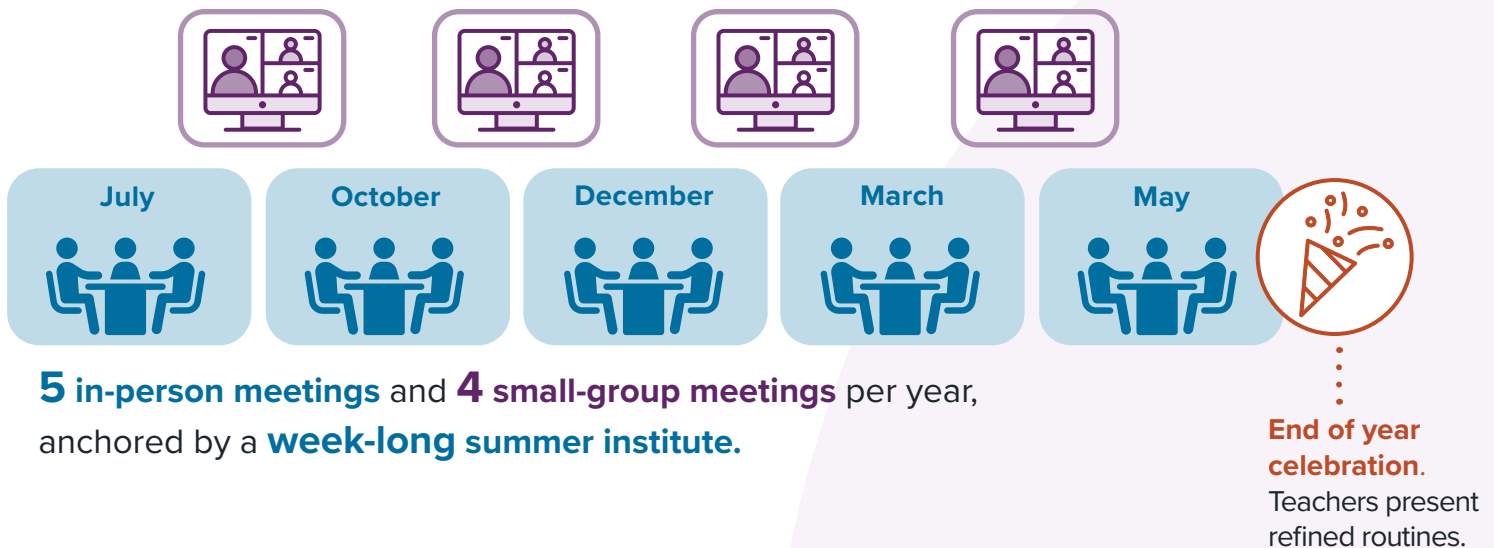 July
October
December
March
May
5 in-person meetings and 4 small-group meetings per year,
anchored by a week-long summer institute.
End of year
celebration.
Teachers present
refined routines.